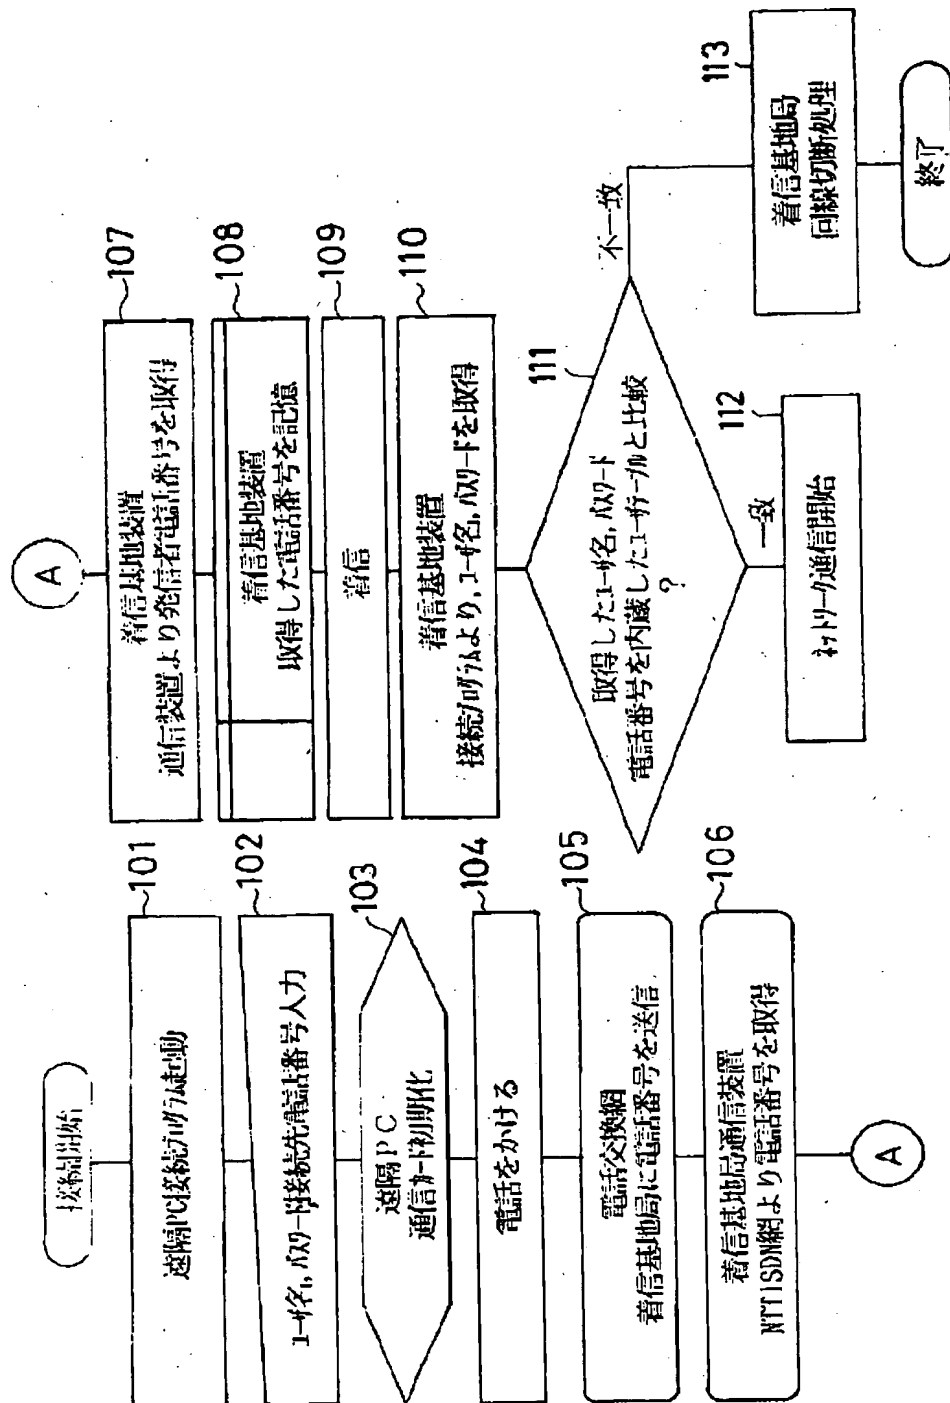 接続開始
101
遠隔PC接続プログラム起動
102
ユーザ名, パスワード, 接続先電話番号入力
103
遠隔PC
通信カード初期化
104
電話をかける
105
電話交換網
着信基地局に電話番号を送信
106
着信基地局通信装置
NTTISDN網より電話番号を取得
A
A
107
着信基地装置
通信装置より発信者電話番号を取得
108
着信基地装置
取得した電話番号を記憶
109
着信
110
着信基地装置
接続プログラムより, ユーザ名, パスワードを取得
111
取得したユーザ名, パスワード
電話番号を内蔵したユーザテーブルと比較
?
一致
不一致
112
ネットワーク通信開始
113
着信基地局
回線切断処理
終了